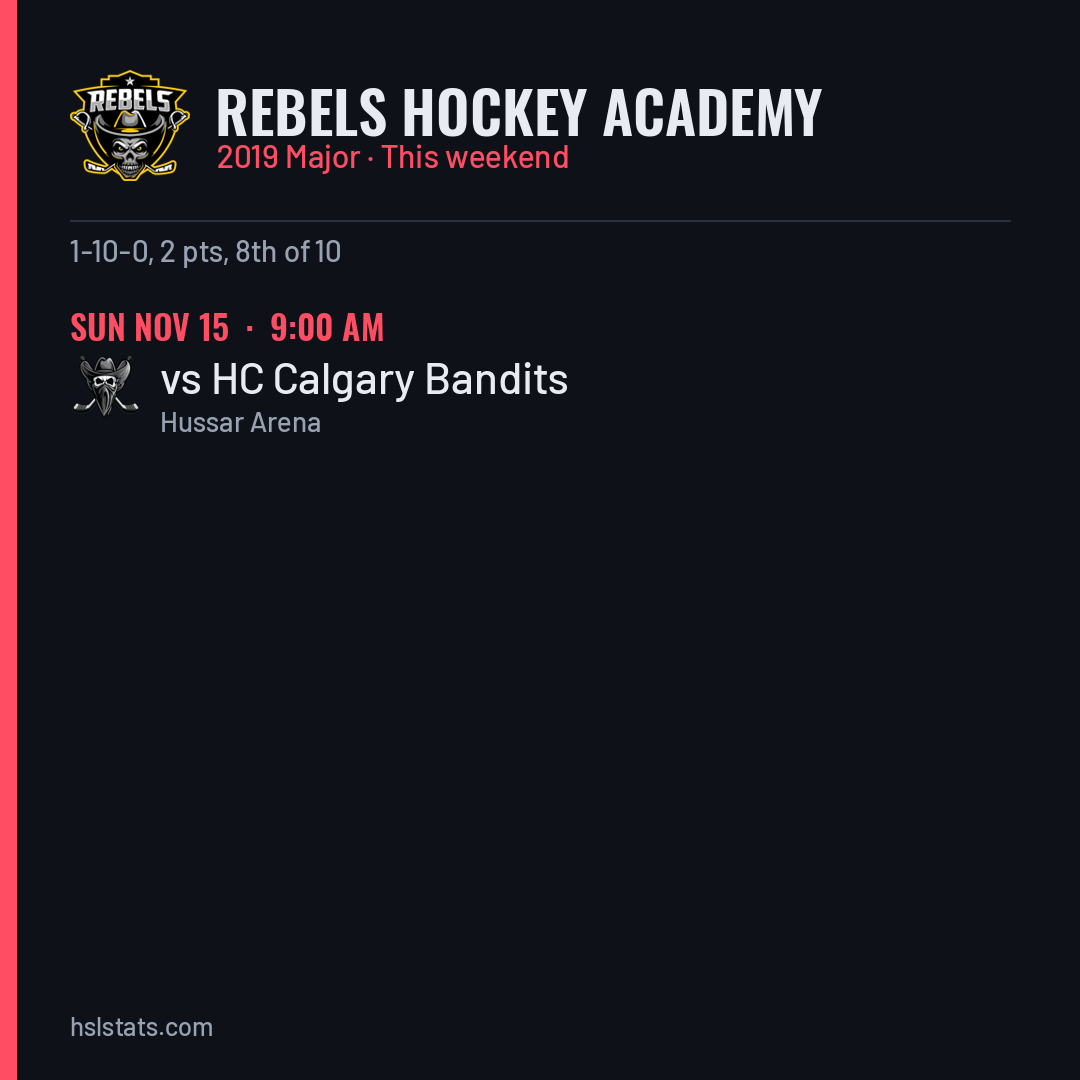 REBELS
REBELS HOCKEY ACADEMY
2019 Major · This weekend
1-10-0, 2 pts, 8th of 10
SUN NOV 15 · 9:00 AM
vs HC Calgary Bandits
Hussar Arena
hslstats.com